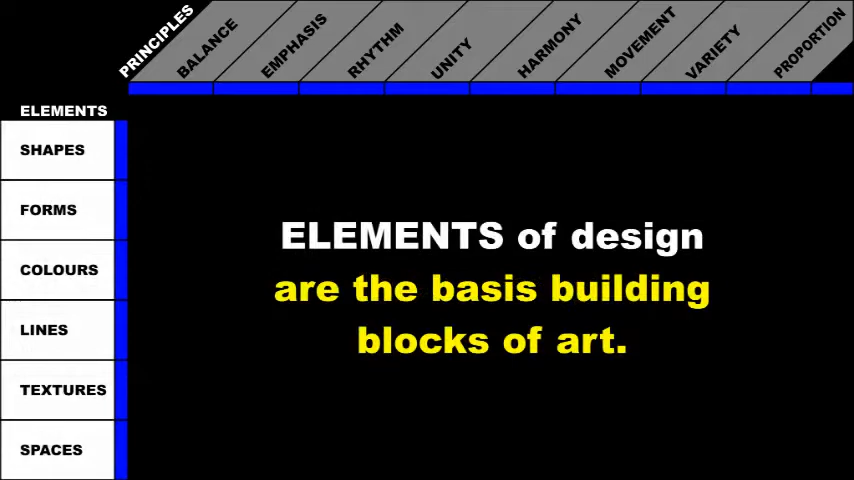 PRINCIPLES
BALANCE
EMPHASIS
RHYTHM
UNITY
HARMONY
MOVEMENT
VARIETY
PROPORTION
ELEMENTS
SHAPES
FORMS
COLOURS
LINES
TEXTURES
SPACES
ELEMENTS of design
are the basis building
blocks of art.